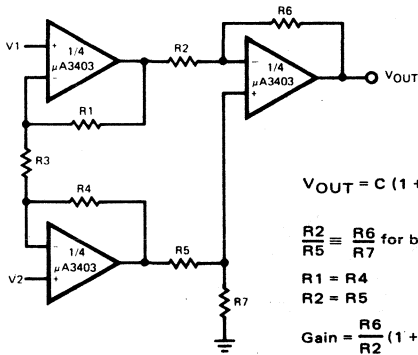 R6
V1
+
1/4
μA3403
−
R2
−
1/4
μA3403
+
VOUT
R1
R3
R4
−
1/4
μA3403
+
V2
R5
R7
VOUT = C (1 +
R2/R5 ≡ R6/R7 for b
R1 = R4
R2 = R5
Gain = R6/R2 (1 +